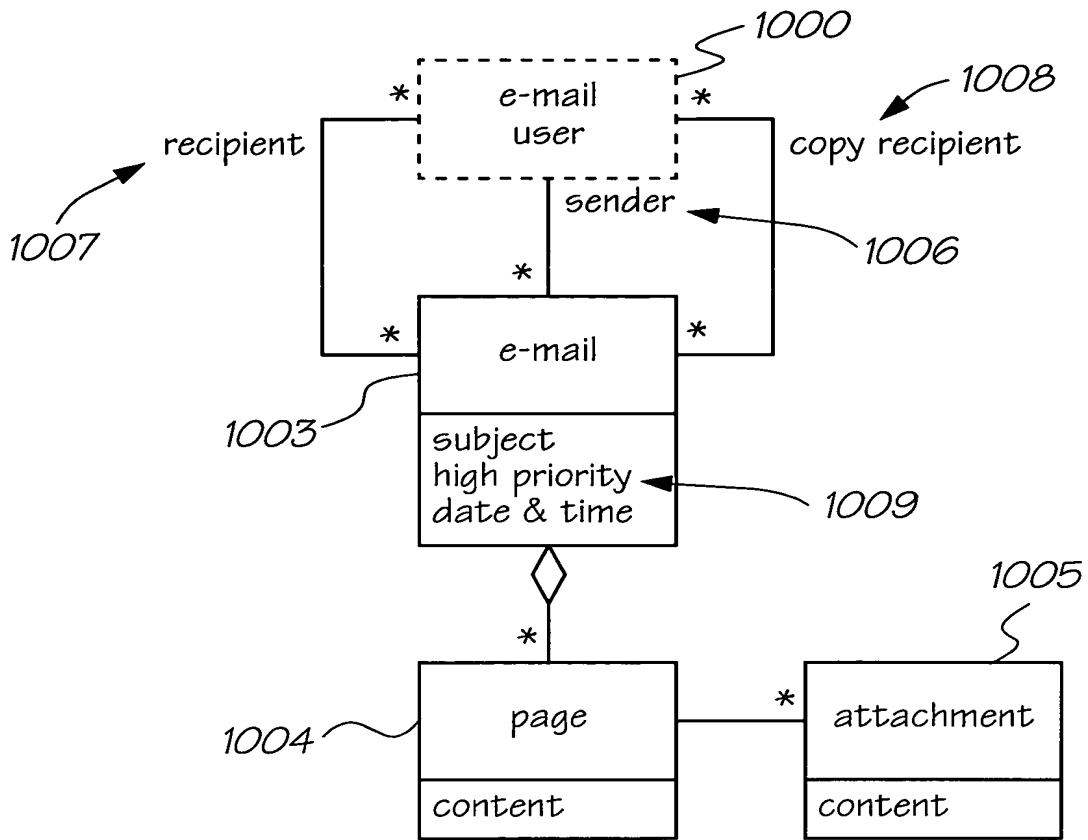 1000
* e-mail *
user
1008
recipient
copy recipient
sender
1007
1006
*
* e-mail *
1003
subject
high priority
date & time
1009
1005
*
page
* attachment
1004
content
content